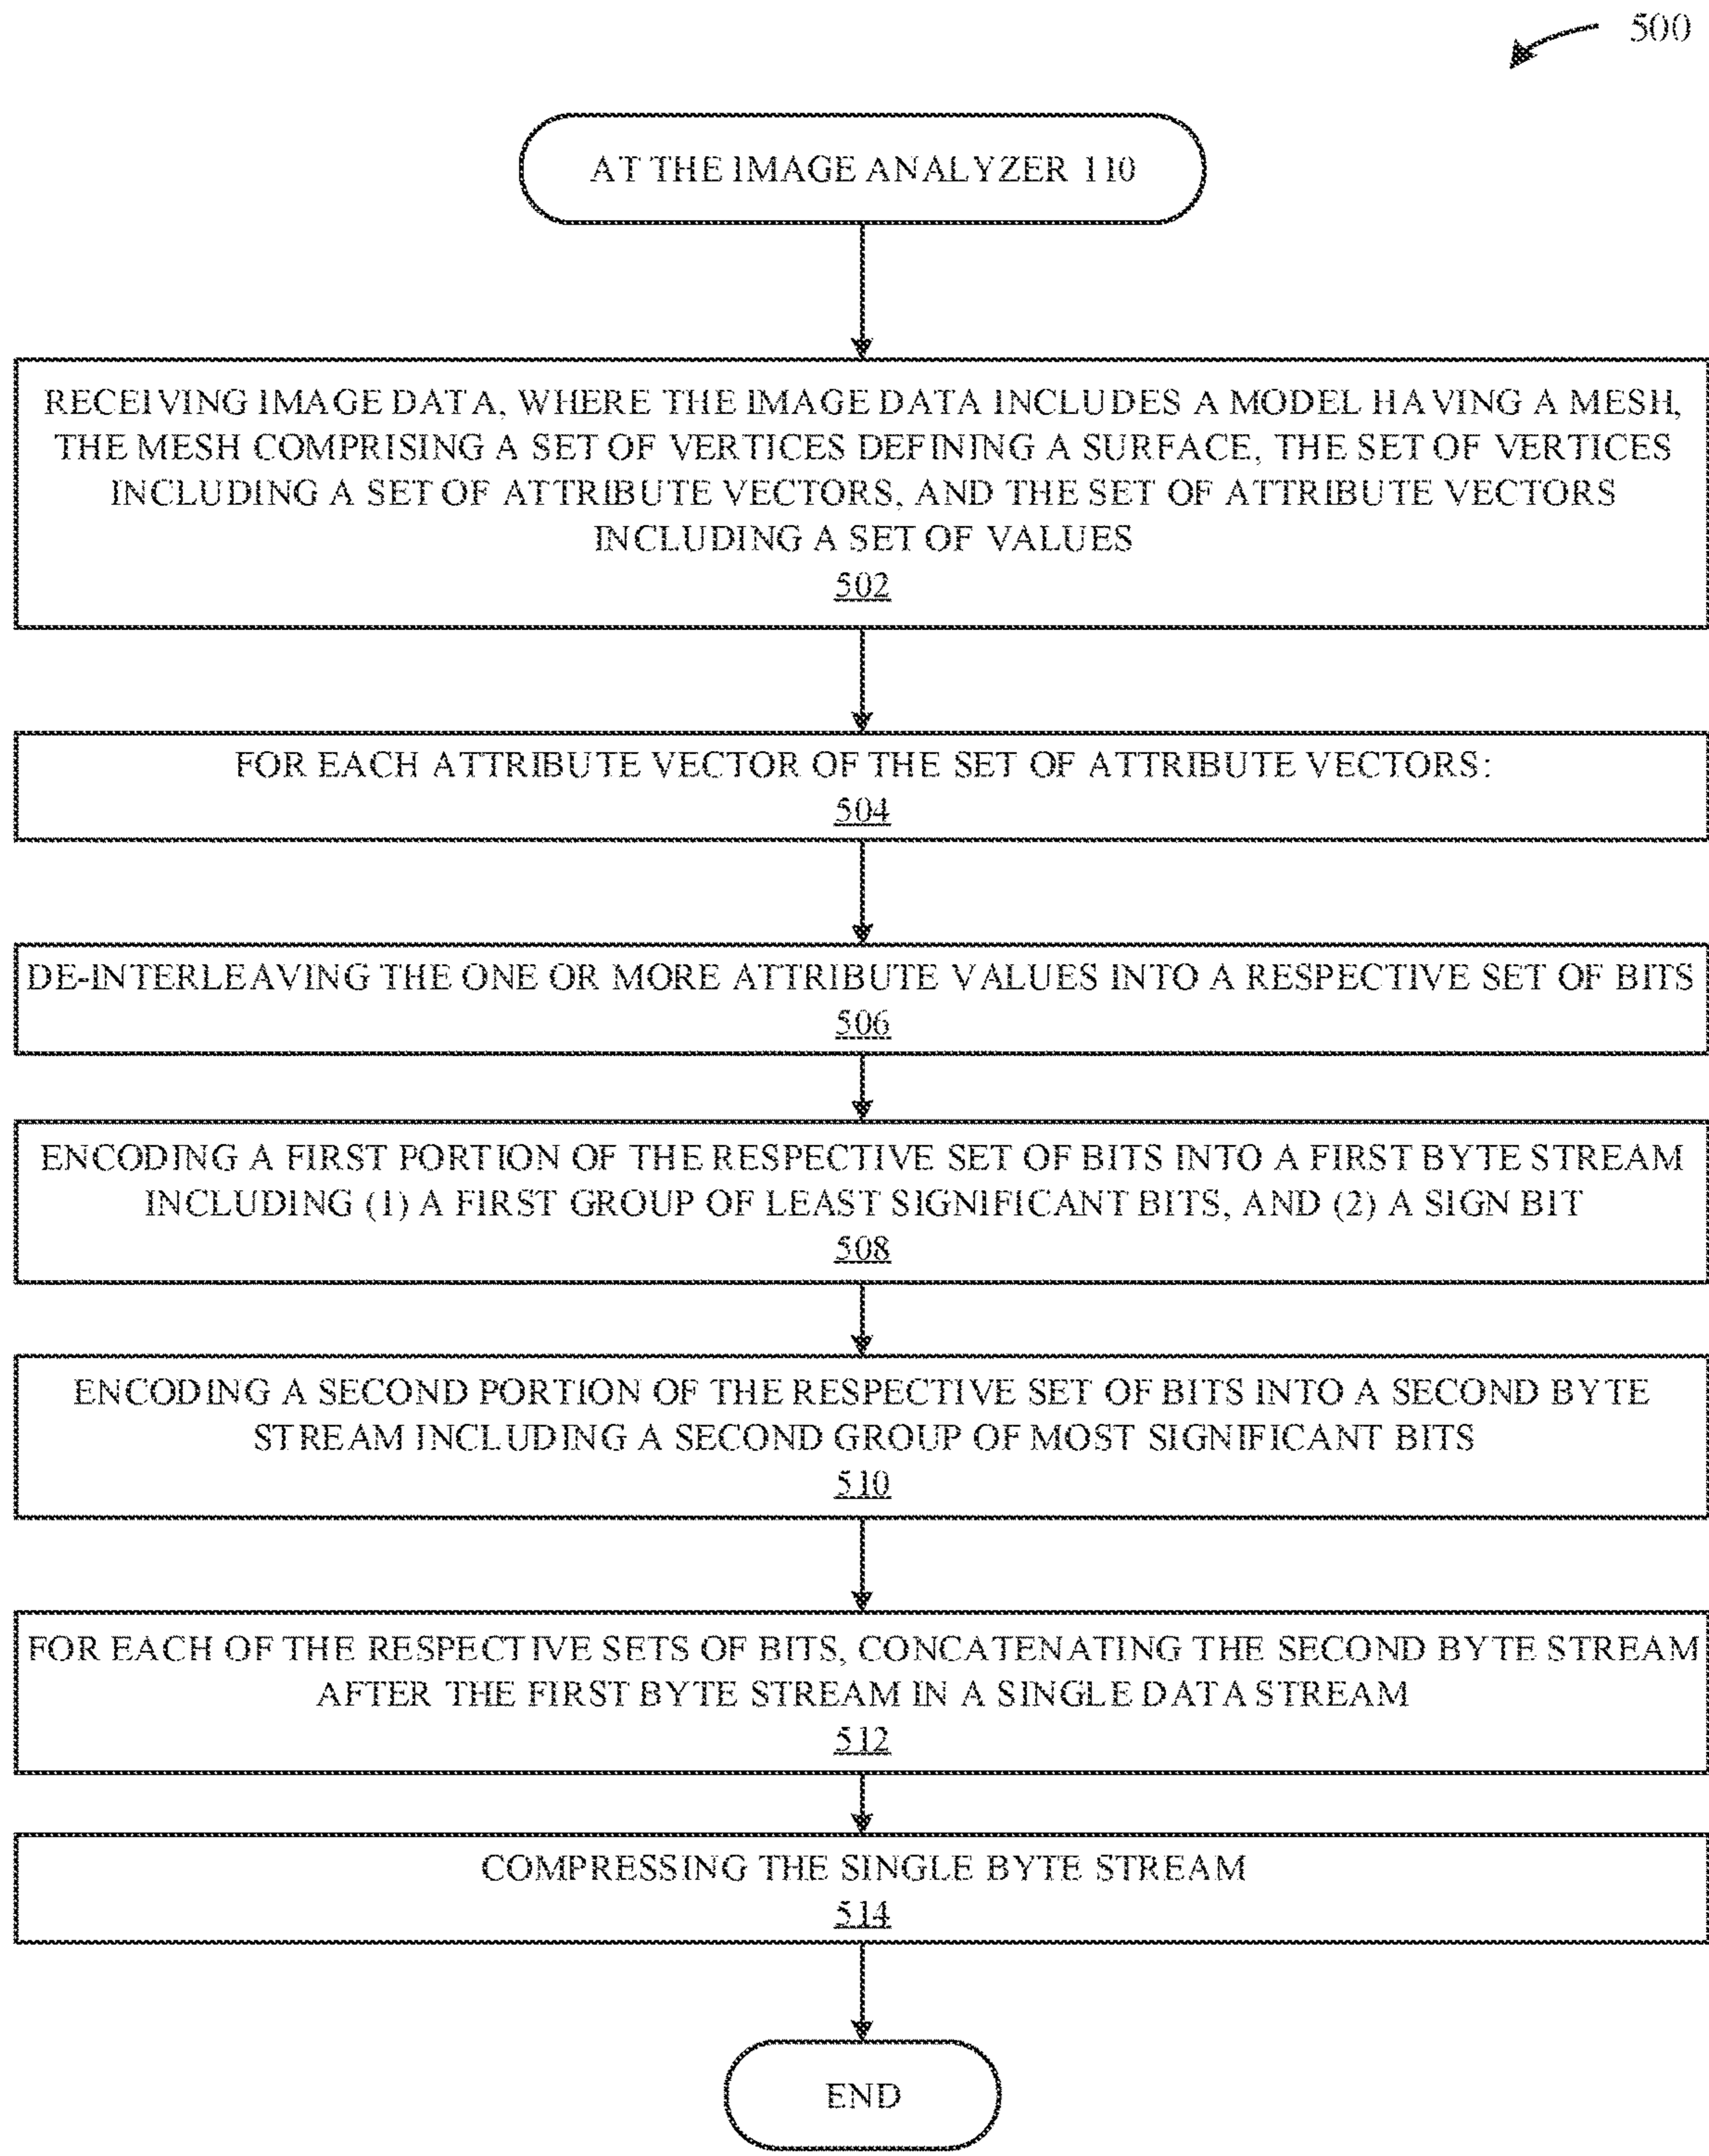 500
AT THE IMAGE ANALYZER 110
RECEIVING IMAGE DATA, WHERE THE IMAGE DATA INCLUDES A MODEL HAVING A MESH,
THE MESH COMPRISING A SET OF VERTICES DEFINING A SURFACE, THE SET OF VERTICES
INCLUDING A SET OF ATTRIBUTE VECTORS, AND THE SET OF ATTRIBUTE VECTORS
INCLUDING A SET OF VALUES
502
FOR EACH ATTRIBUTE VECTOR OF THE SET OF ATTRIBUTE VECTORS:
504
DE-INTERLEAVING THE ONE OR MORE ATTRIBUTE VALUES INTO A RESPECTIVE SET OF BITS
506
ENCODING A FIRST PORTION OF THE RESPECTIVE SET OF BITS INTO A FIRST BYTE STREAM
INCLUDING (1) A FIRST GROUP OF LEAST SIGNIFICANT BITS, AND (2) A SIGN BIT
508
ENCODING A SECOND PORTION OF THE RESPECTIVE SET OF BITS INTO A SECOND BYTE
STREAM INCLUDING A SECOND GROUP OF MOST SIGNIFICANT BITS
510
FOR EACH OF THE RESPECTIVE SETS OF BITS, CONCATENATING THE SECOND BYTE STREAM
AFTER THE FIRST BYTE STREAM IN A SINGLE DATA STREAM
512
COMPRESSING THE SINGLE BYTE STREAM
514
END